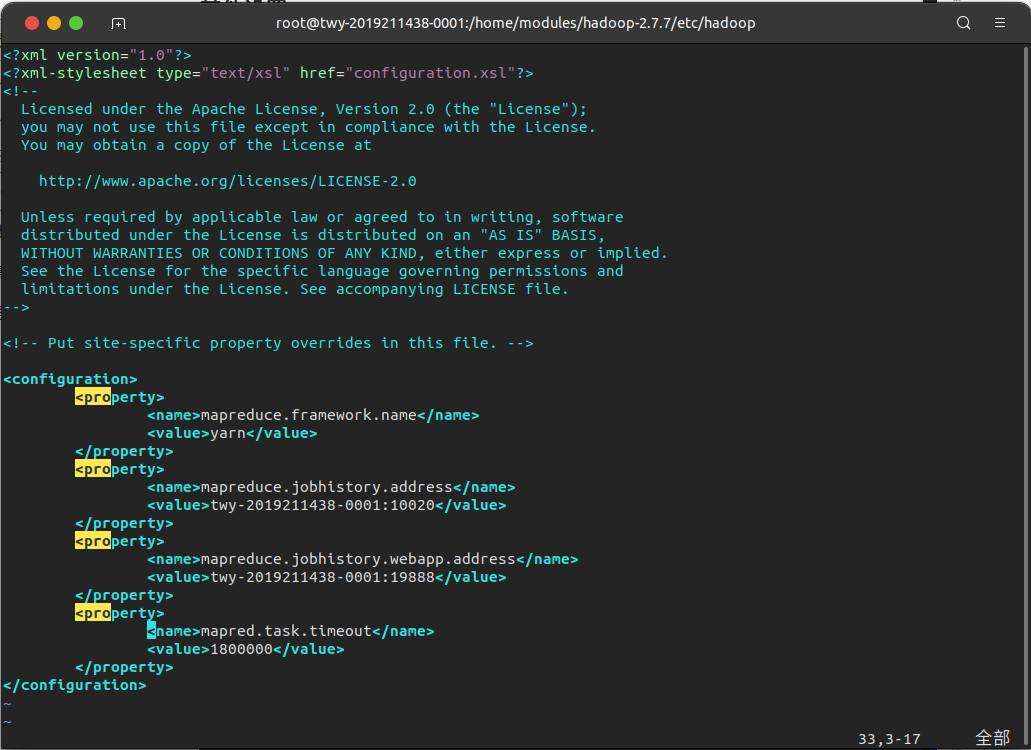 root@twy-2019211438-0001:/home/modules/hadoop-2.7.7/etc/hadoop
<?xml version="1.0"?>
<?xml-stylesheet type="text/xsl" href="configuration.xsl"?>
<!--
  Licensed under the Apache License, Version 2.0 (the "License");
  you may not use this file except in compliance with the License.
  You may obtain a copy of the License at

    http://www.apache.org/licenses/LICENSE-2.0

  Unless required by applicable law or agreed to in writing, software
  distributed under the License is distributed on an "AS IS" BASIS,
  WITHOUT WARRANTIES OR CONDITIONS OF ANY KIND, either express or implied.
  See the License for the specific language governing permissions and
  limitations under the License. See accompanying LICENSE file.
-->

<!-- Put site-specific property overrides in this file. -->

<configuration>
        <property>
                <name>mapreduce.framework.name</name>
                <value>yarn</value>
        </property>
        <property>
                <name>mapreduce.jobhistory.address</name>
                <value>twy-2019211438-0001:10020</value>
        </property>
        <property>
                <name>mapreduce.jobhistory.webapp.address</name>
                <value>twy-2019211438-0001:19888</value>
        </property>
        <property>
                <name>mapred.task.timeout</name>
                <value>1800000</value>
        </property>
</configuration>
~
~
33,3-17 全部